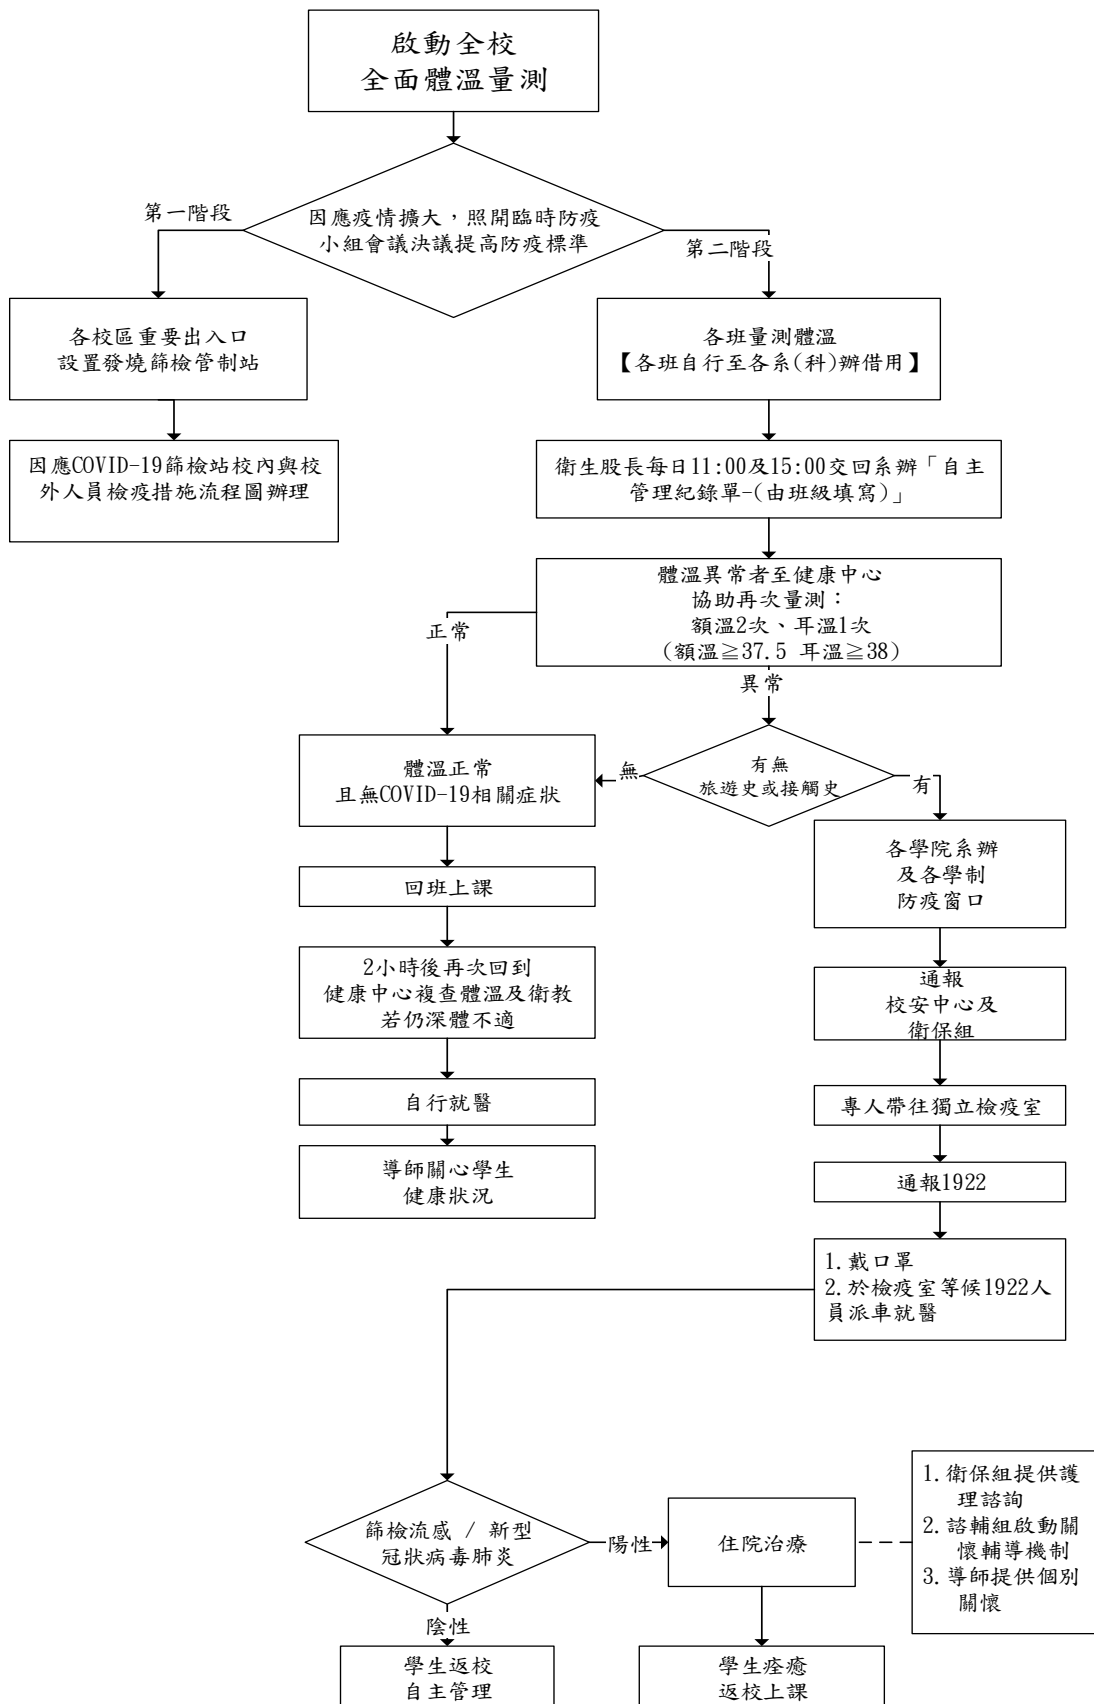 啟動全校
全面體溫量測
因應疫情擴大，照開臨時防疫
小組會議決議提高防疫標準
第一階段
第二階段
各校區重要出入口
設置發燒篩檢管制站
因應COVID-19篩檢站校內與校
外人員檢疫措施流程圖辦理
各班量測體溫
【各班自行至各系(科)辦借用】
衛生股長每日11:00及15:00交回系辦「自主
管理紀錄單-(由班級填寫)」
體溫異常者至健康中心
協助再次量測：
額溫2次、耳溫1次
(額溫≧37.5 耳溫≧38)
正常
異常
有無
旅遊史或接觸史
無
有
體溫正常
且無COVID-19相關症狀
回班上課
2小時後再次回到
健康中心複查體溫及衛教
若仍深體不適
自行就醫
導師關心學生
健康狀況
各學院系辦
及各學制
防疫窗口
通報
校安中心及
衛保組
專人帶往獨立檢疫室
通報1922
1.戴口罩
2.於檢疫室等候1922人
員派車就醫
篩檢流感 / 新型
冠狀病毒肺炎
陽性
陰性
住院治療
1.衛保組提供護
理諮詢
2.諮輔組啟動關
懷輔導機制
3.導師提供個別
關懷
學生返校
自主管理
學生痊癒
返校上課